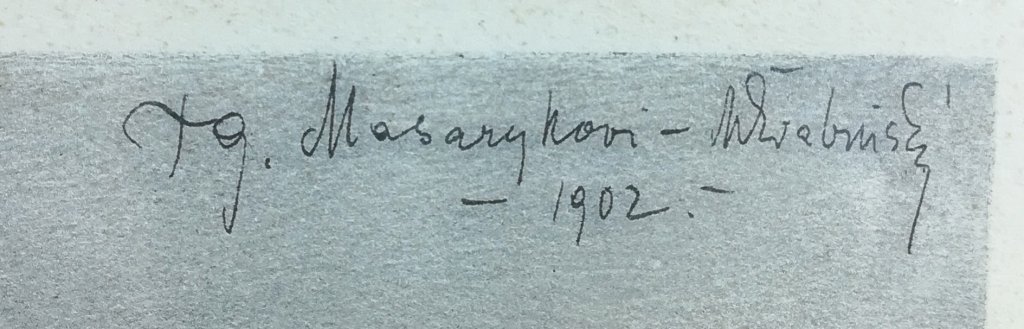 Tg. Masarykovi –
– 1902. –